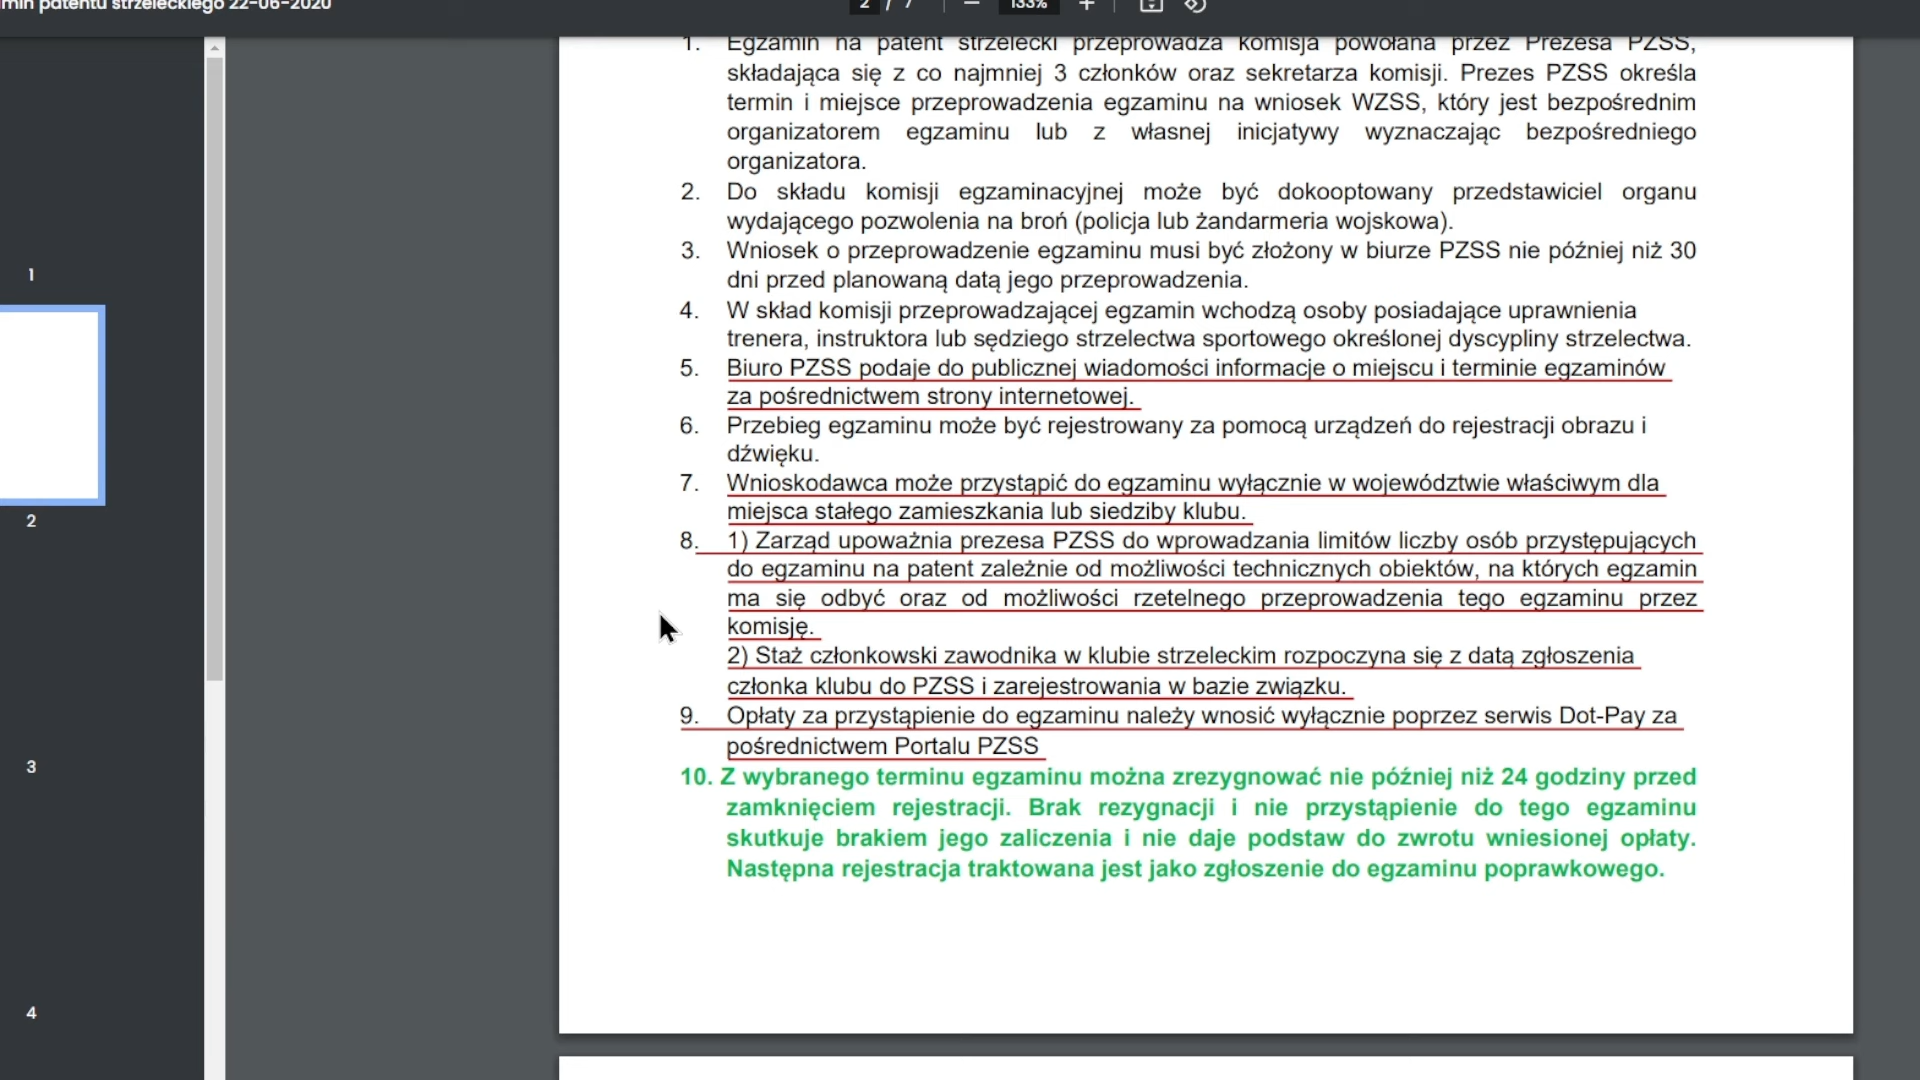 min patentu strzeleckiego 22-06-2020
2 / 7
133%
1. Egzamin na patent strzelecki przeprowadza komisja powołana przez Prezesa PZSS,
składająca się z co najmniej 3 członków oraz sekretarza komisji. Prezes PZSS określa
termin i miejsce przeprowadzenia egzaminu na wniosek WZSS, który jest bezpośrednim
organizatorem egzaminu lub z własnej inicjatywy wyznaczając bezpośredniego
organizatora.
2. Do składu komisji egzaminacyjnej może być dokooptowany przedstawiciel organu
wydającego pozwolenia na broń (policja lub żandarmeria wojskowa).
3. Wniosek o przeprowadzenie egzaminu musi być złożony w biurze PZSS nie później niż 30
dni przed planowaną datą jego przeprowadzenia.
4. W skład komisji przeprowadzającej egzamin wchodzą osoby posiadające uprawnienia
trenera, instruktora lub sędziego strzelectwa sportowego określonej dyscypliny strzelectwa.
5. Biuro PZSS podaje do publicznej wiadomości informacje o miejscu i terminie egzaminów
za pośrednictwem strony internetowej.
6. Przebieg egzaminu może być rejestrowany za pomocą urządzeń do rejestracji obrazu i
dźwięku.
7. Wnioskodawca może przystąpić do egzaminu wyłącznie w województwie właściwym dla
miejsca stałego zamieszkania lub siedziby klubu.
8. 1) Zarząd upoważnia prezesa PZSS do wprowadzania limitów liczby osób przystępujących
do egzaminu na patent zależnie od możliwości technicznych obiektów, na których egzamin
ma się odbyć oraz od możliwości rzetelnego przeprowadzenia tego egzaminu przez
komisję.
2) Staż członkowski zawodnika w klubie strzeleckim rozpoczyna się z datą zgłoszenia
członka klubu do PZSS i zarejestrowania w bazie związku.
9. Opłaty za przystąpienie do egzaminu należy wnosić wyłącznie poprzez serwis Dot-Pay za
pośrednictwem Portalu PZSS
10. Z wybranego terminu egzaminu można zrezygnować nie później niż 24 godziny przed
zamknięciem rejestracji. Brak rezygnacji i nie przystąpienie do tego egzaminu
skutkuje brakiem jego zaliczenia i nie daje podstaw do zwrotu wniesionej opłaty.
Następna rejestracja traktowana jest jako zgłoszenie do egzaminu poprawkowego.
1
2
3
4